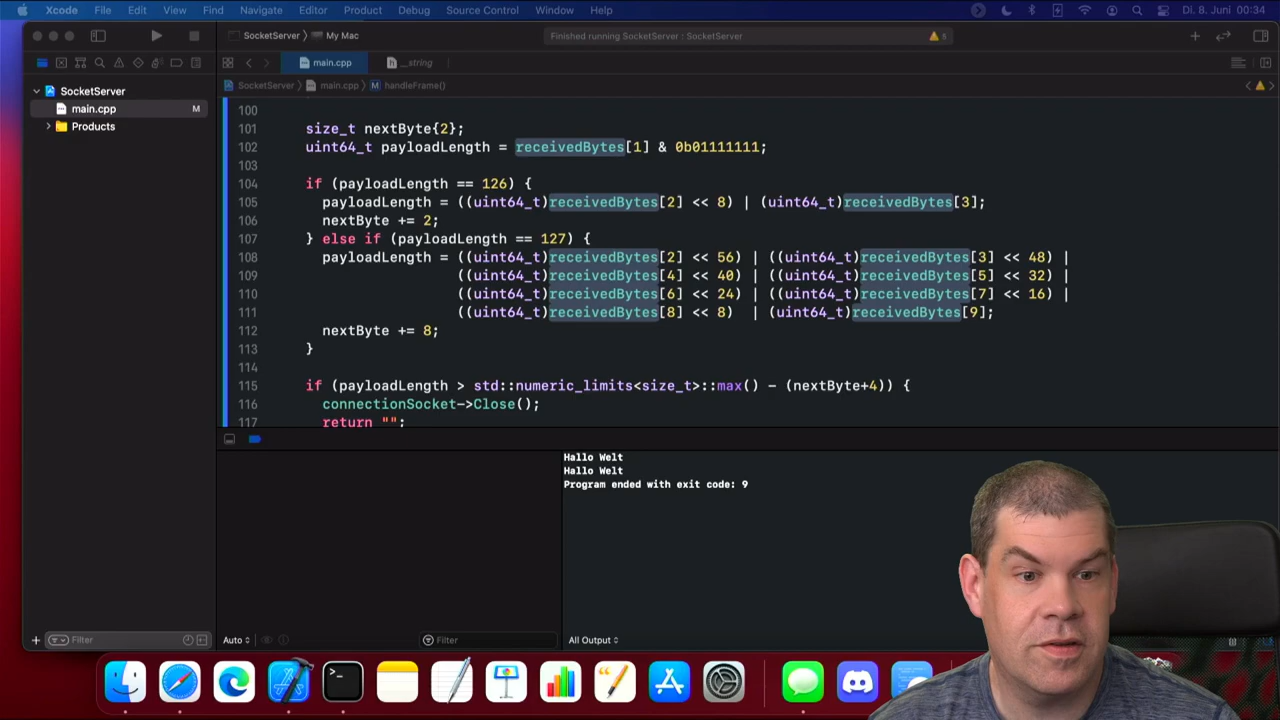 Xcode File Edit View Find Navigate Editor Product Debug Source Control Window Help Di. 8. Juni 00:34
SocketServer My Mac Finished running SocketServer : SocketServer 5
main.cpp __string
SocketServer main.cpp M handleFrame()
SocketServer
main.cpp M
Products
100
101 size_t nextByte{2};
102 uint64_t payloadLength = receivedBytes[1] & 0b01111111;
103
104 if (payloadLength == 126) {
105 payloadLength = ((uint64_t)receivedBytes[2] << 8) | (uint64_t)receivedBytes[3];
106 nextByte += 2;
107 } else if (payloadLength == 127) {
108 payloadLength = ((uint64_t)receivedBytes[2] << 56) | ((uint64_t)receivedBytes[3] << 48) |
109 ((uint64_t)receivedBytes[4] << 40) | ((uint64_t)receivedBytes[5] << 32) |
110 ((uint64_t)receivedBytes[6] << 24) | ((uint64_t)receivedBytes[7] << 16) |
111 ((uint64_t)receivedBytes[8] << 8) | (uint64_t)receivedBytes[9];
112 nextByte += 8;
113 }
114
115 if (payloadLength > std::numeric_limits<size_t>::max() - (nextByte+4)) {
116 connectionSocket->Close();
117 return "";
Hallo Welt
Hallo Welt
Program ended with exit code: 9
Filter Auto Filter All Output